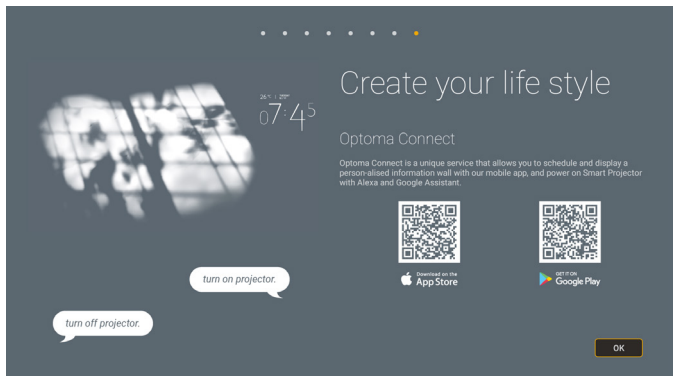 Create your life style
07:45
Optoma Connect
Optoma Connect is a unique service that allows you to schedule and display a
person-alised information wall with our mobile app, and power on Smart Projector
with Alexa and Google Assistant.
Download on the
App Store
GET IT ON
Google Play
turn on projector.
turn off projector.
OK